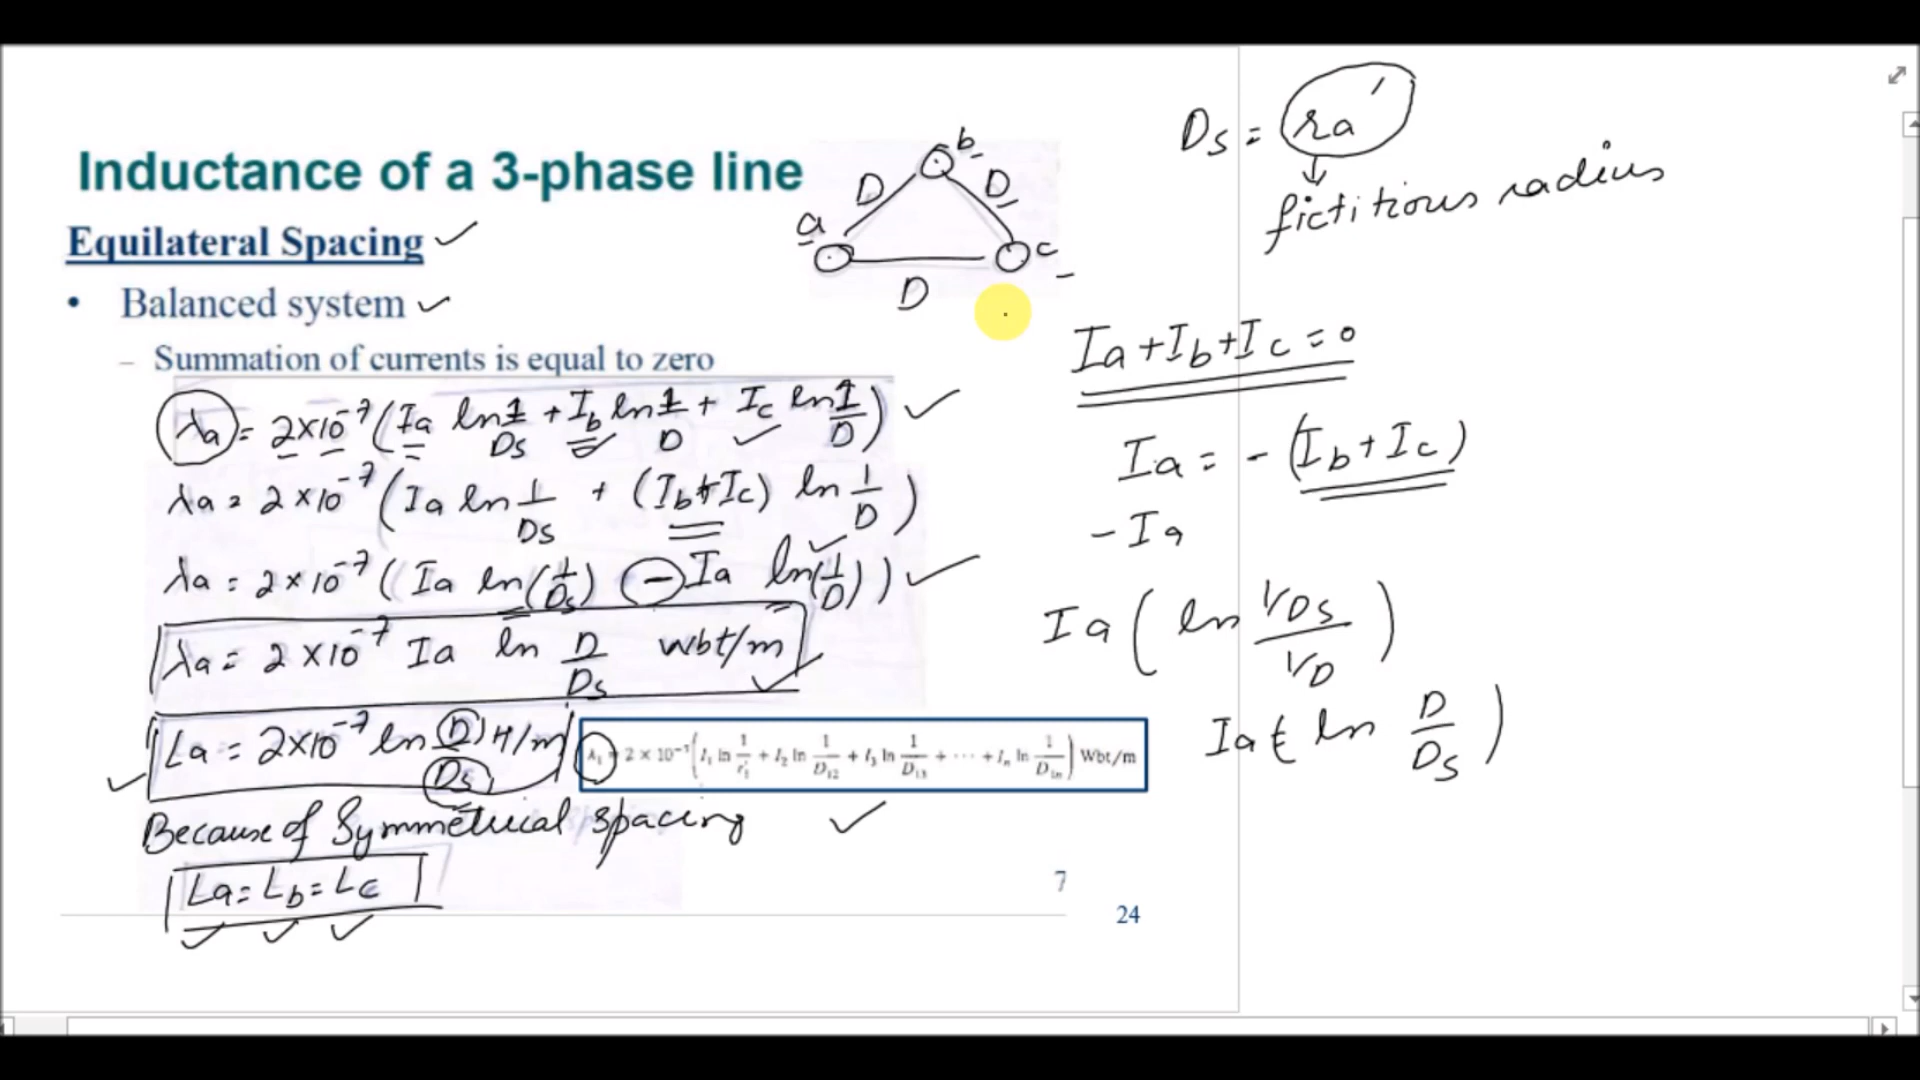 Inductance of a 3-phase line
Equilateral Spacing
• Balanced system
– Summation of currents is equal to zero
a
b
c
D
D
D
λa = 2×10⁻⁷ (Ia ln 1/Ds + Ib ln 1/D + Ic ln 1/D)
λa = 2×10⁻⁷ (Ia ln 1/Ds + (Ib+Ic) ln 1/D)
λa = 2×10⁻⁷ (Ia ln(1/Ds) − Ia ln(1/D))
λa = 2×10⁻⁷ Ia ln D/Ds wbt/m
La = 2×10⁻⁷ ln D/Ds H/m
λ₁ = 2 × 10⁻⁷ (I₁ ln 1/r₁' + I₂ ln 1/D₁₂ + I₃ ln 1/D₁₃ + ⋯ + Iₙ ln 1/D₁ₙ) Wbt/m
Because of Symmetrical spacing
La = Lb = Lc
7
24
Ds = ra'
fictitious radius
Ia + Ib + Ic = 0
Ia = − (Ib + Ic)
− Ia
Ia ( ln 1/Ds / 1/D )
Ia ( ln D/Ds )